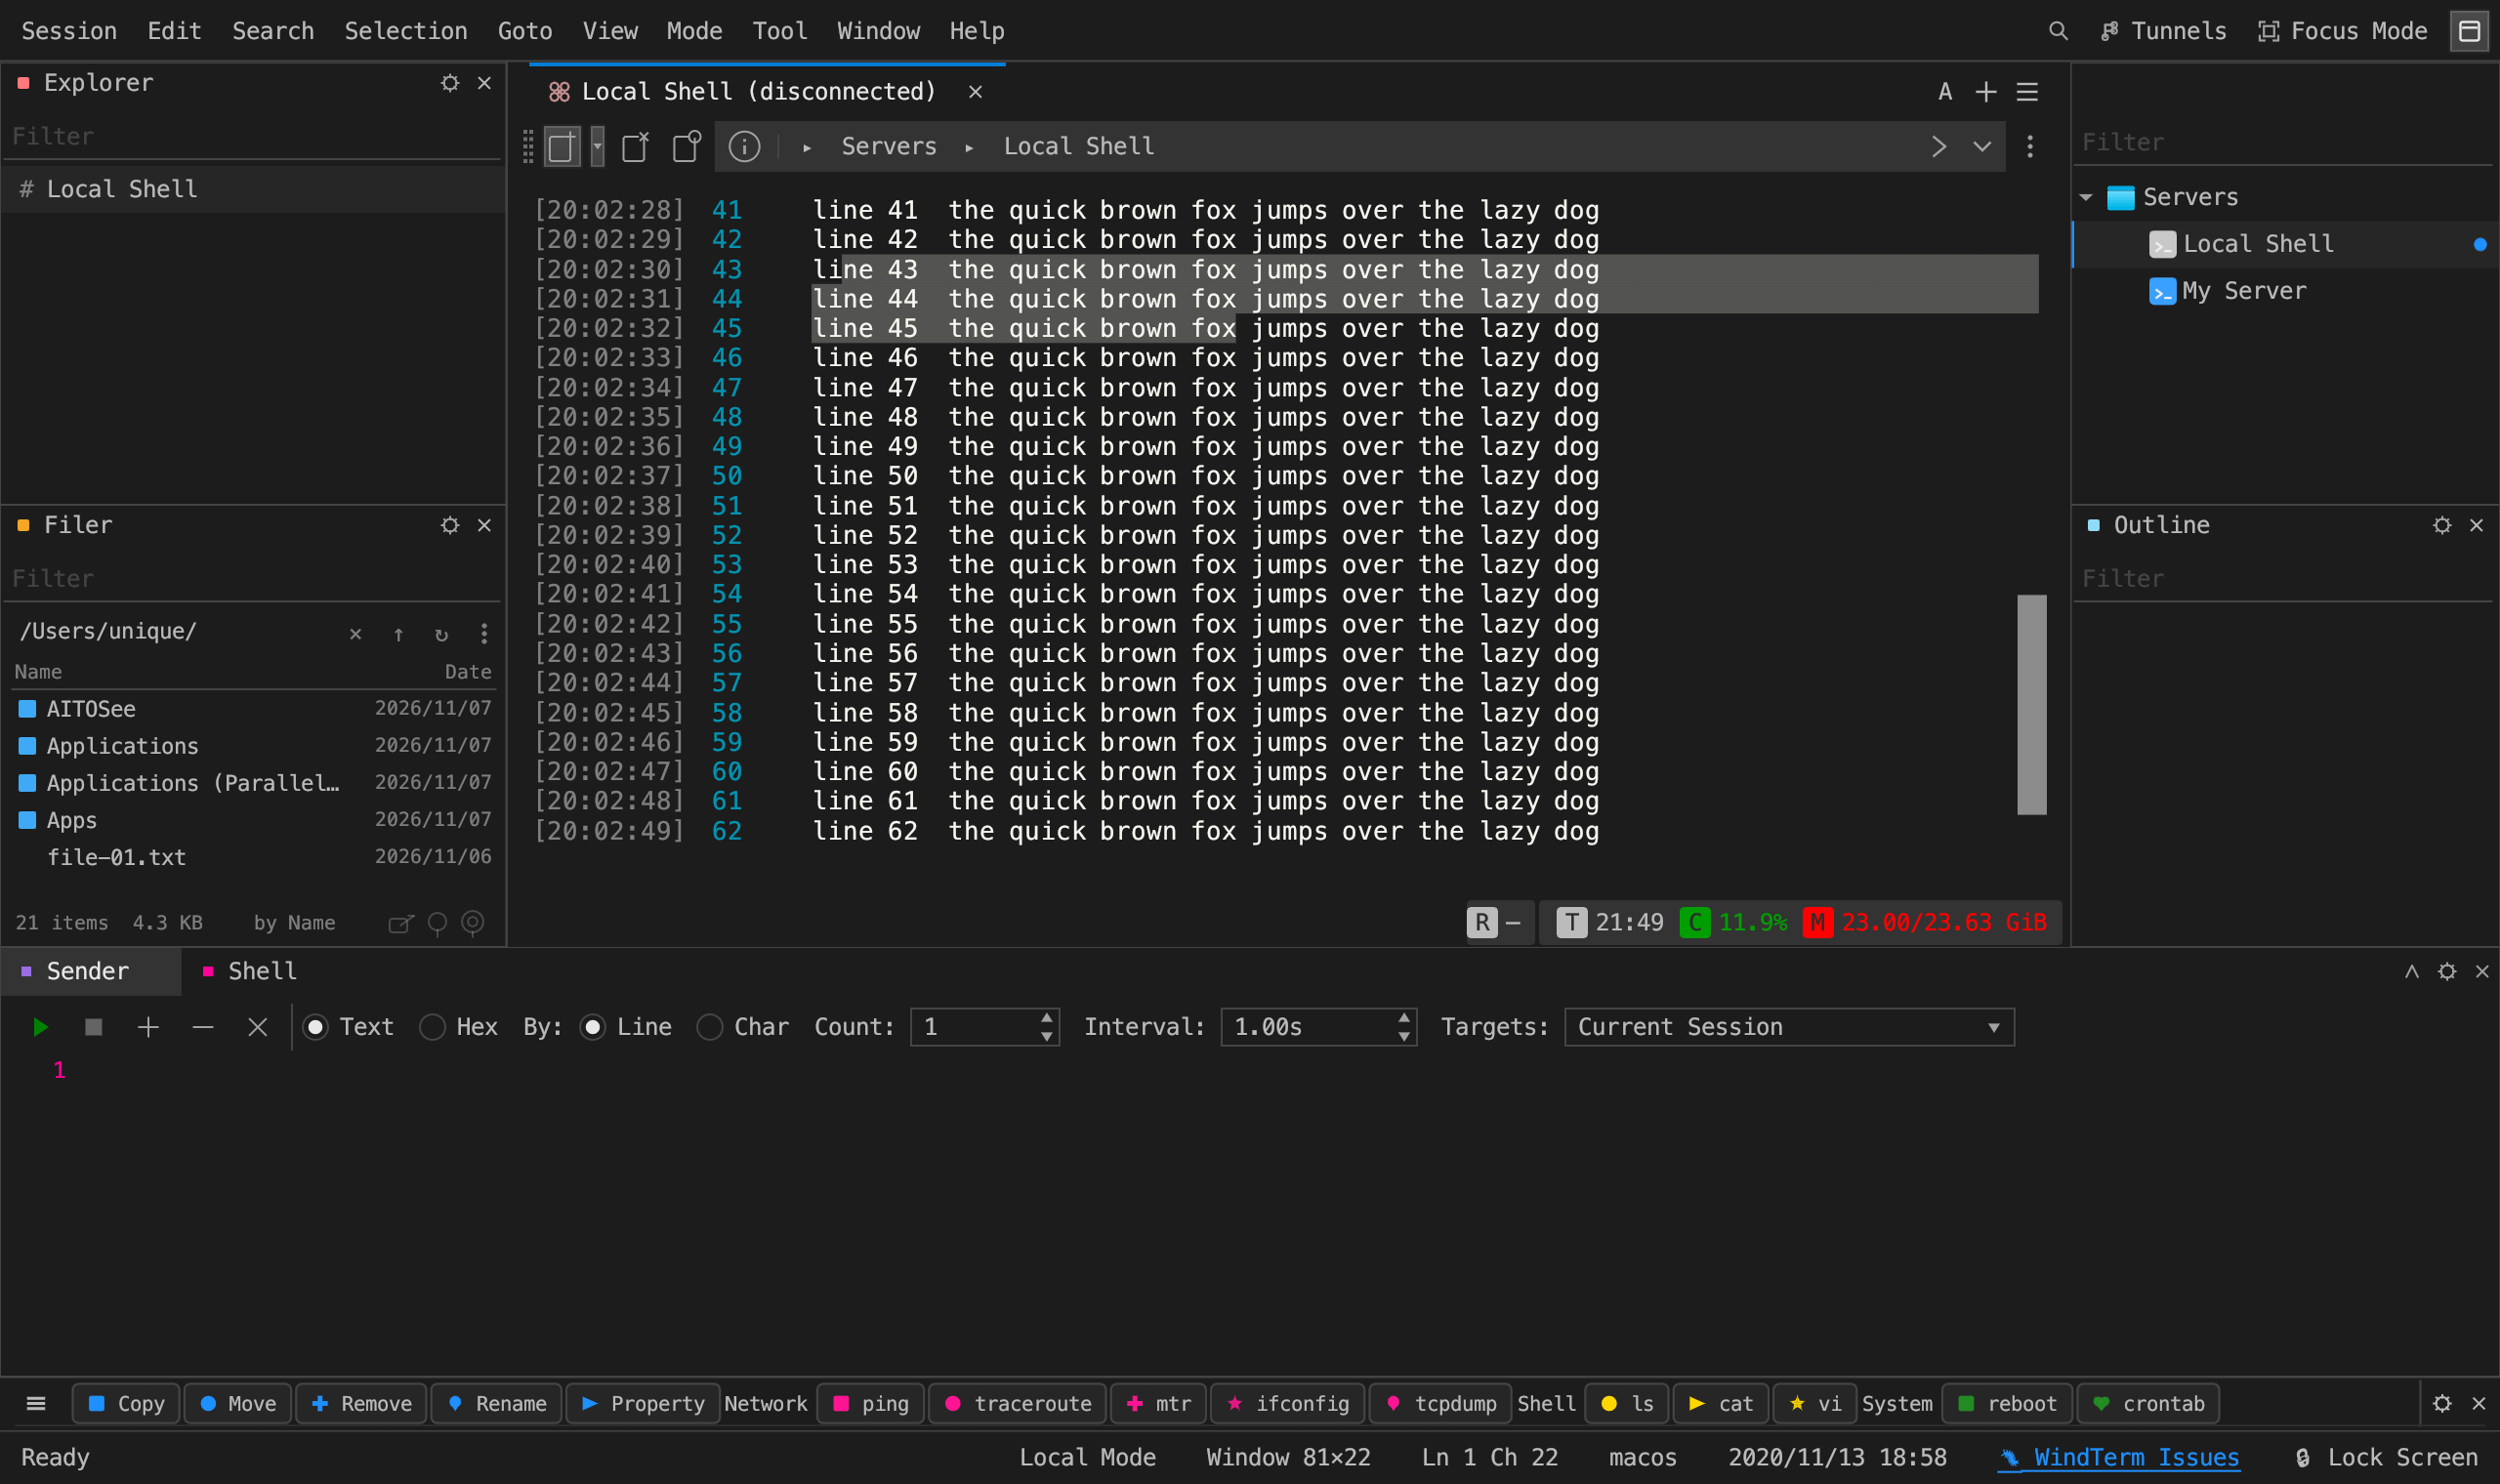 Session Edit Search Selection Goto View Mode Tool Window Help Tunnels Focus Mode
Explorer
Filter
# Local Shell
Filer
Filter
/Users/unique/
Name Date
AITOSee 2026/11/07
Applications 2026/11/07
Applications (Parallel… 2026/11/07
Apps 2026/11/07
file-01.txt 2026/11/06
21 items 4.3 KB by Name
Local Shell (disconnected) A
Servers Local Shell
[20:02:28] 41 line 41 the quick brown fox jumps over the lazy dog
[20:02:29] 42 line 42 the quick brown fox jumps over the lazy dog
[20:02:30] 43 line 43 the quick brown fox jumps over the lazy dog
[20:02:31] 44 line 44 the quick brown fox jumps over the lazy dog
[20:02:32] 45 line 45 the quick brown fox jumps over the lazy dog
[20:02:33] 46 line 46 the quick brown fox jumps over the lazy dog
[20:02:34] 47 line 47 the quick brown fox jumps over the lazy dog
[20:02:35] 48 line 48 the quick brown fox jumps over the lazy dog
[20:02:36] 49 line 49 the quick brown fox jumps over the lazy dog
[20:02:37] 50 line 50 the quick brown fox jumps over the lazy dog
[20:02:38] 51 line 51 the quick brown fox jumps over the lazy dog
[20:02:39] 52 line 52 the quick brown fox jumps over the lazy dog
[20:02:40] 53 line 53 the quick brown fox jumps over the lazy dog
[20:02:41] 54 line 54 the quick brown fox jumps over the lazy dog
[20:02:42] 55 line 55 the quick brown fox jumps over the lazy dog
[20:02:43] 56 line 56 the quick brown fox jumps over the lazy dog
[20:02:44] 57 line 57 the quick brown fox jumps over the lazy dog
[20:02:45] 58 line 58 the quick brown fox jumps over the lazy dog
[20:02:46] 59 line 59 the quick brown fox jumps over the lazy dog
[20:02:47] 60 line 60 the quick brown fox jumps over the lazy dog
[20:02:48] 61 line 61 the quick brown fox jumps over the lazy dog
[20:02:49] 62 line 62 the quick brown fox jumps over the lazy dog
R – T 21:49 C 11.9% M 23.00/23.63 GiB
Filter
Servers
Local Shell
My Server
Outline
Filter
Sender Shell
Text Hex By: Line Char Count: 1 Interval: 1.00s Targets: Current Session
1
Copy Move Remove Rename Property Network ping traceroute mtr ifconfig tcpdump Shell ls cat vi System reboot crontab
Ready Local Mode Window 81×22 Ln 1 Ch 22 macos 2020/11/13 18:58 WindTerm Issues Lock Screen